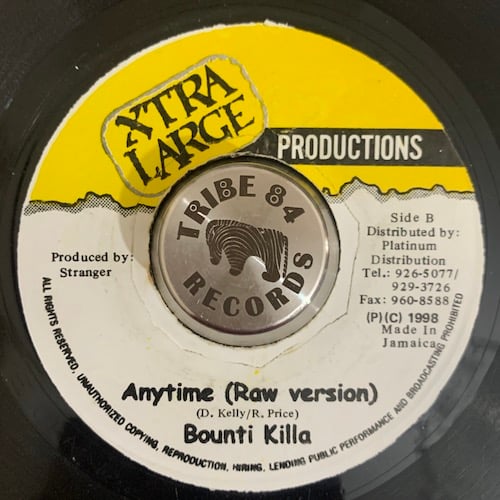 XTRA
LARGE
PRODUCTIONS
TRIBE 84
RECORDS
Produced by:
Stranger
Side B
Distributed by:
Platinum
Distribution
Tel.: 926-5077/
929-3726
Fax: 960-8588
(P)(C) 1998
Made In
Jamaica
Anytime (Raw version)
(D. Kelly/R. Price)
Bounti Killa
ALL RIGHTS RESERVED. UNAUTHORIZED COPYING, REPRODUCTION, HIRING, LENDING PUBLIC PERFORMANCE AND BROADCASTING PROHIBITED